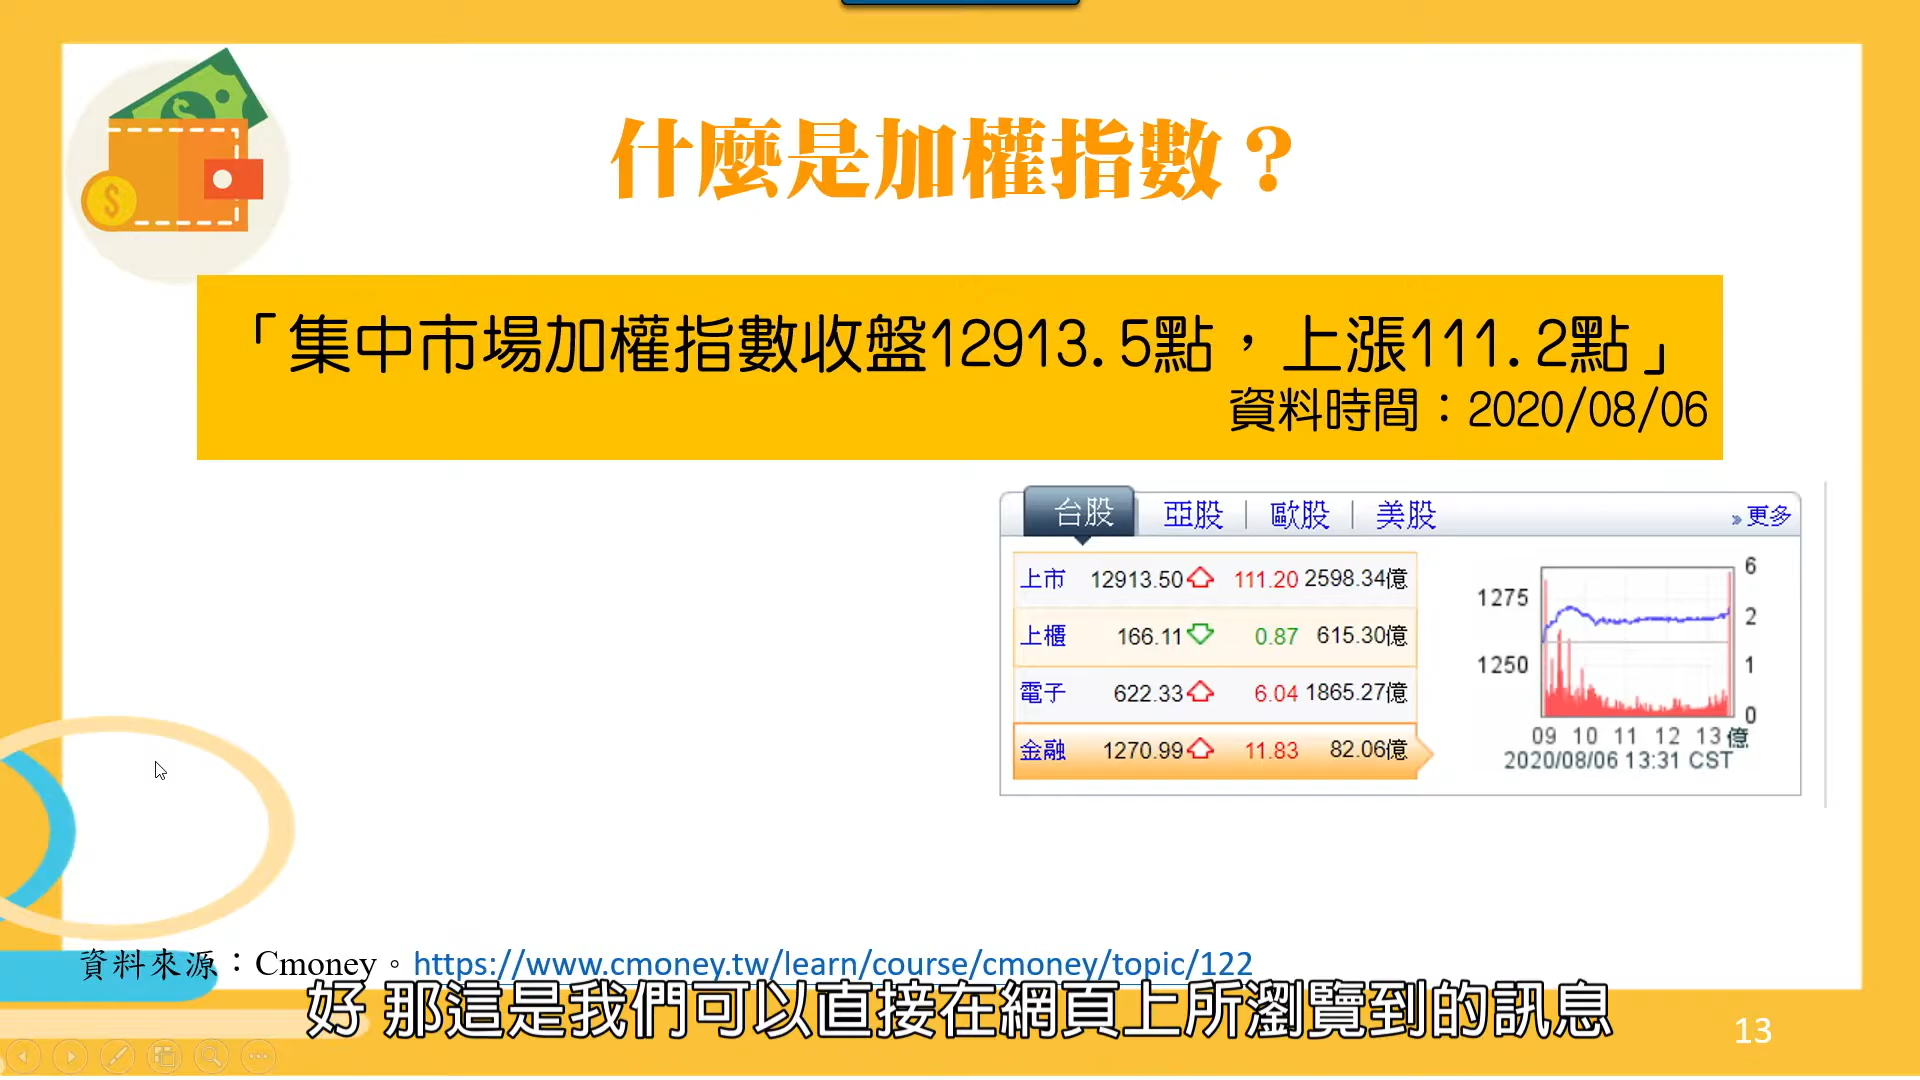 什麼是加權指數？
「集中市場加權指數收盤12913.5點，上漲111.2點」
資料時間：2020/08/06
台股 亞股 | 歐股 | 美股 » 更多
上市 12913.50 111.20 2598.34億
上櫃 166.11 0.87 615.30億
電子 622.33 6.04 1865.27億
金融 1270.99 11.83 82.06億
6
1275
2
1250
1
0
09 10 11 12 13 億
2020/08/06 13:31 CST
資料來源：Cmoney。https://www.cmoney.tw/learn/course/cmoney/topic/122
好 那這是我們可以直接在網頁上所瀏覽到的訊息
13